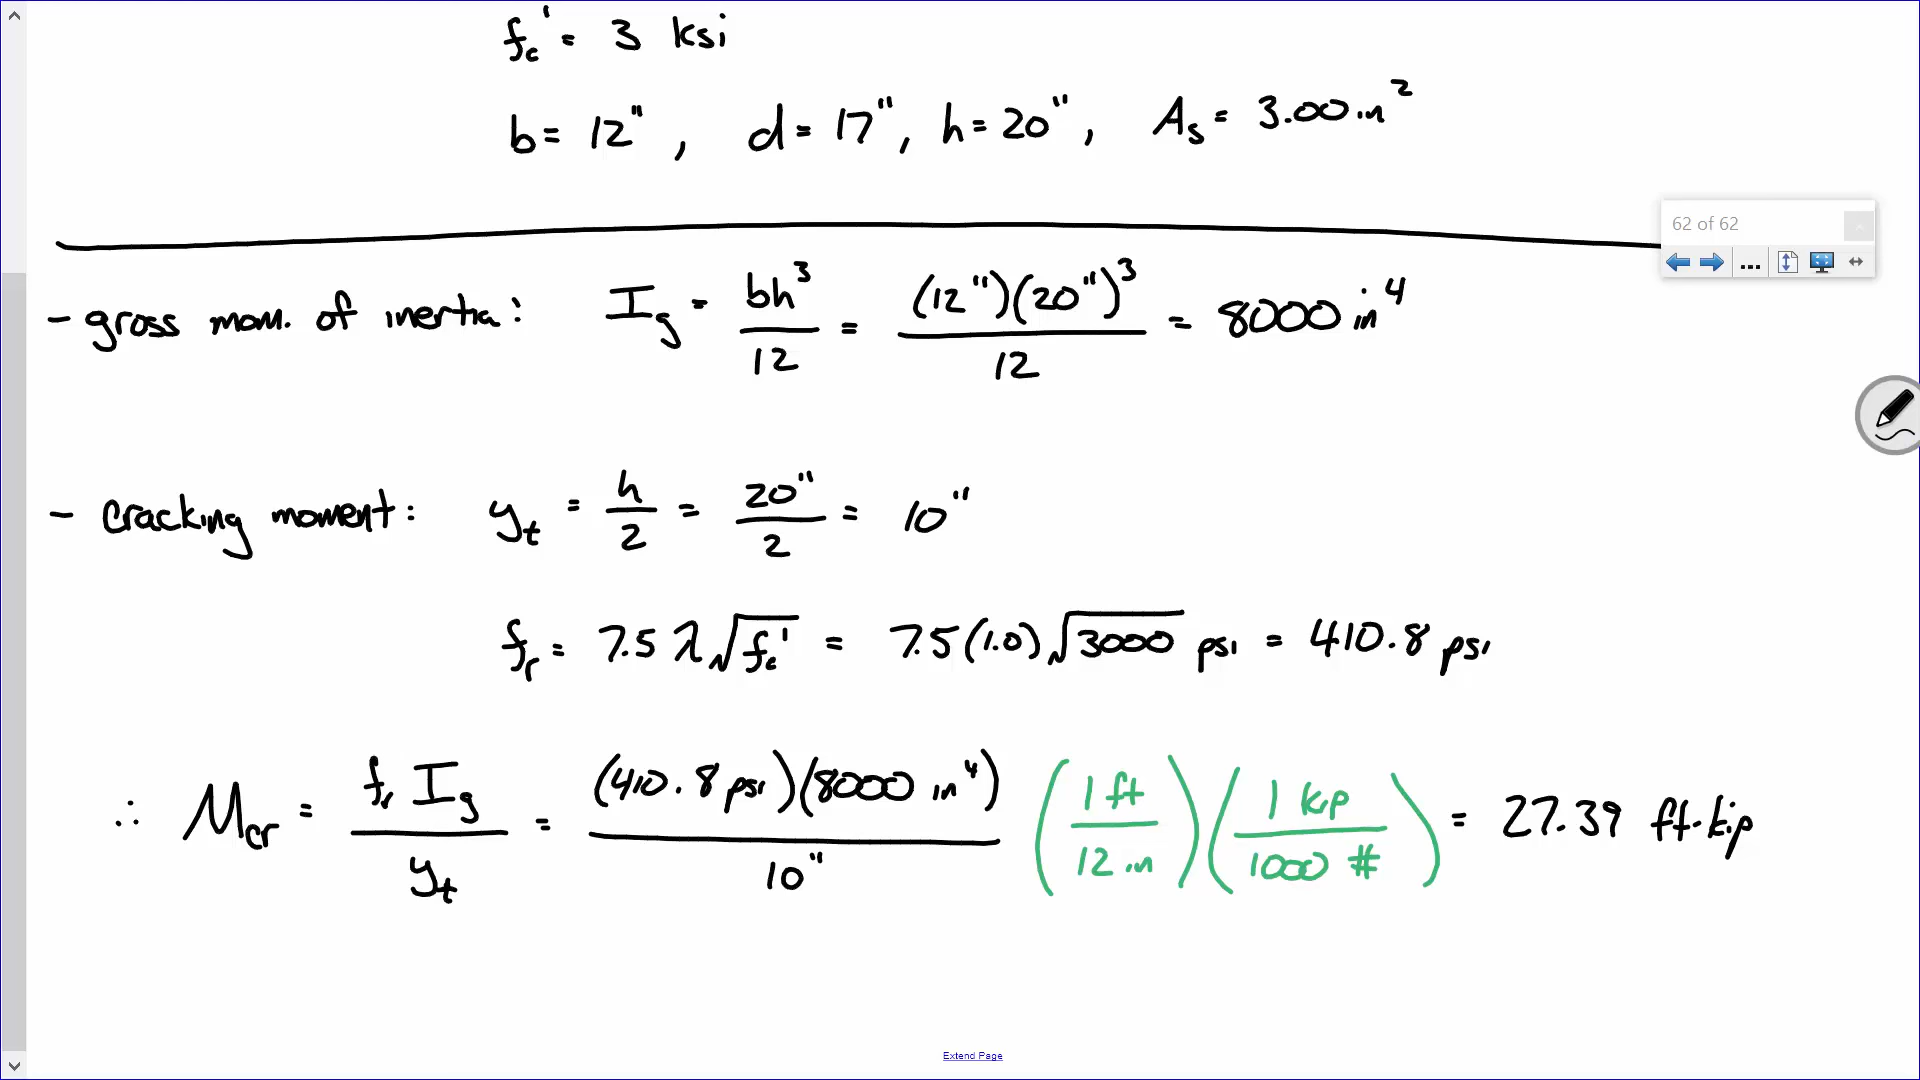 fc' = 3 ksi
b = 12", d = 17", h = 20", As = 3.00 in²
62 of 62
- gross mom. of inertia: Ig = bh³/12 = (12")(20")³/12 = 8000 in⁴
- cracking moment: yt = h/2 = 20"/2 = 10"
fr = 7.5 λ √fc' = 7.5 (1.0) √3000 psi = 410.8 psi
∴ Mcr = fr Ig / yt = (410.8 psi)(8000 in⁴) / 10" (1 ft / 12 in) (1 kip / 1000 #) = 27.39 ft·kip
Extend Page